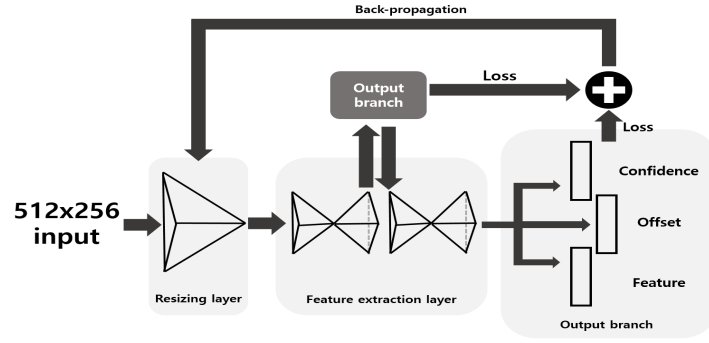 Back-propagation
Output
branch
Loss
Loss
Confidence
512x256
input
Offset
Feature
Resizing layer
Feature extraction layer
Output branch